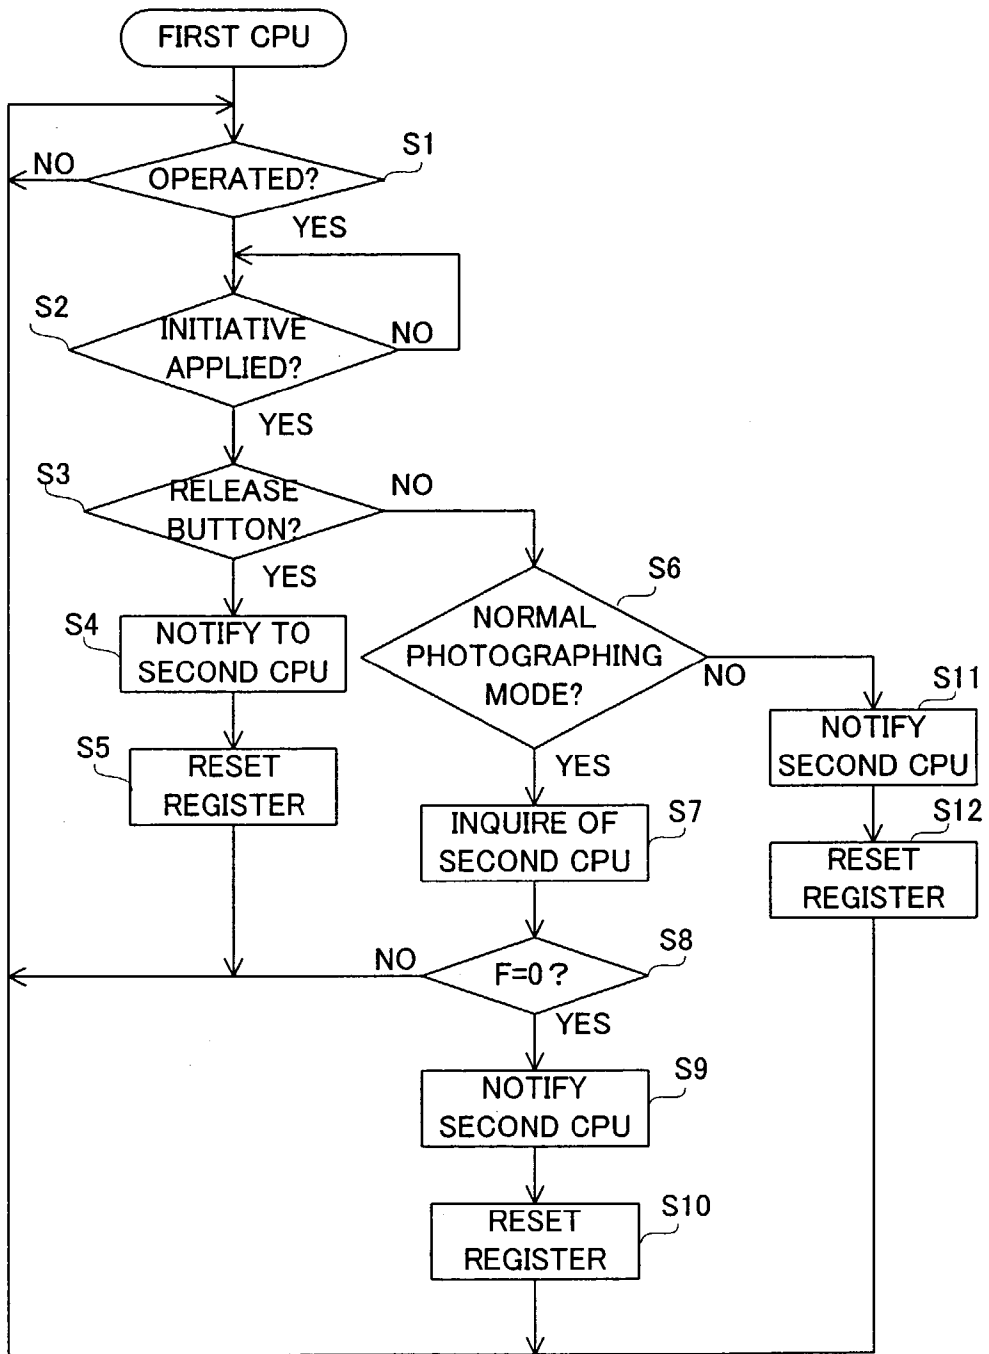 FIRST CPU
S1
NO
OPERATED?
YES
S2
INITIATIVE
APPLIED?
NO
YES
S3
RELEASE
BUTTON?
NO
YES
S4
NOTIFY TO
SECOND CPU
S5
RESET
REGISTER
S6
NORMAL
PHOTOGRAPHING
MODE?
NO
YES
S7
INQUIRE OF
SECOND CPU
S8
F=0?
NO
YES
S9
NOTIFY
SECOND CPU
S10
RESET
REGISTER
S11
NOTIFY
SECOND CPU
S12
RESET
REGISTER